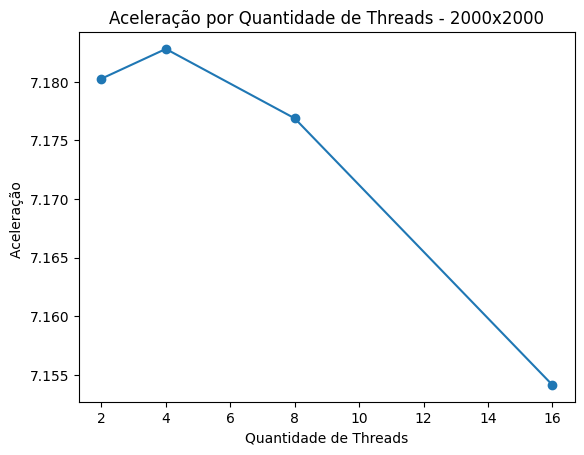 Aceleração por Quantidade de Threads - 2000x2000
Aceleração
7.180
7.175
7.170
7.165
7.160
7.155
2 4 6 8 10 12 14 16
Quantidade de Threads